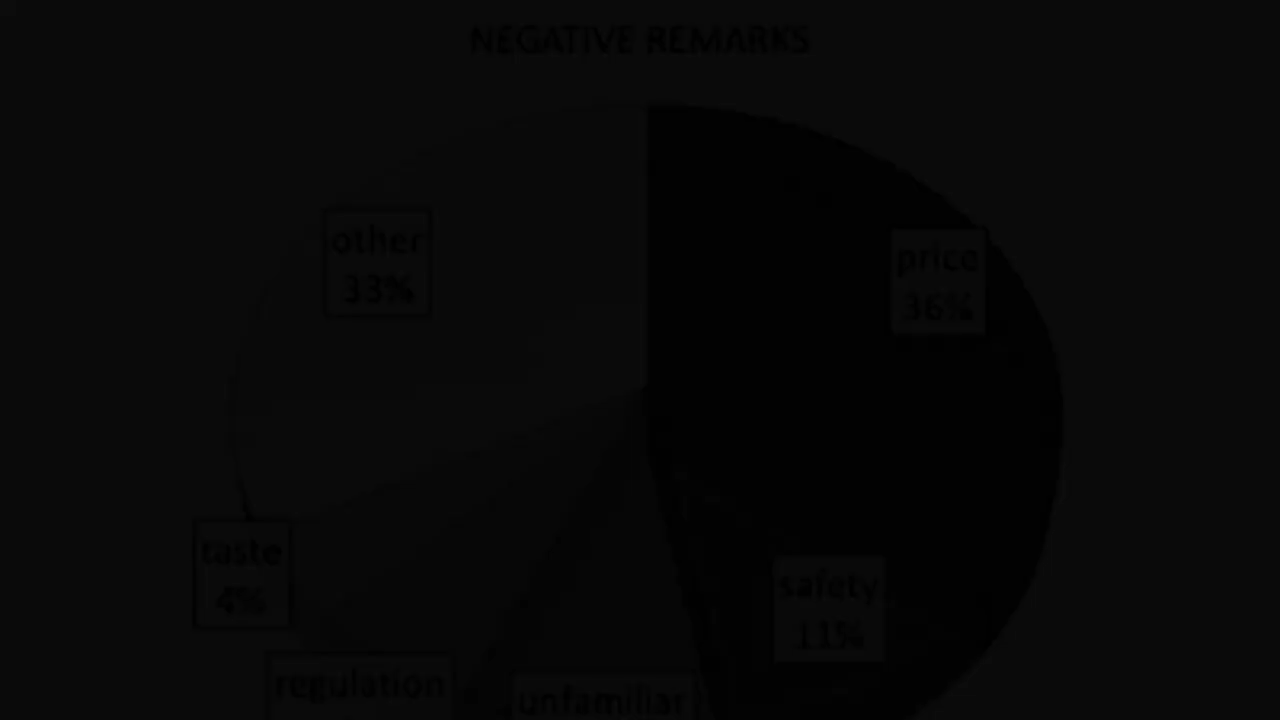 NEGATIVE REMARKS
other
33%
price
36%
taste
4%
safety
11%
regulation
unfamiliar